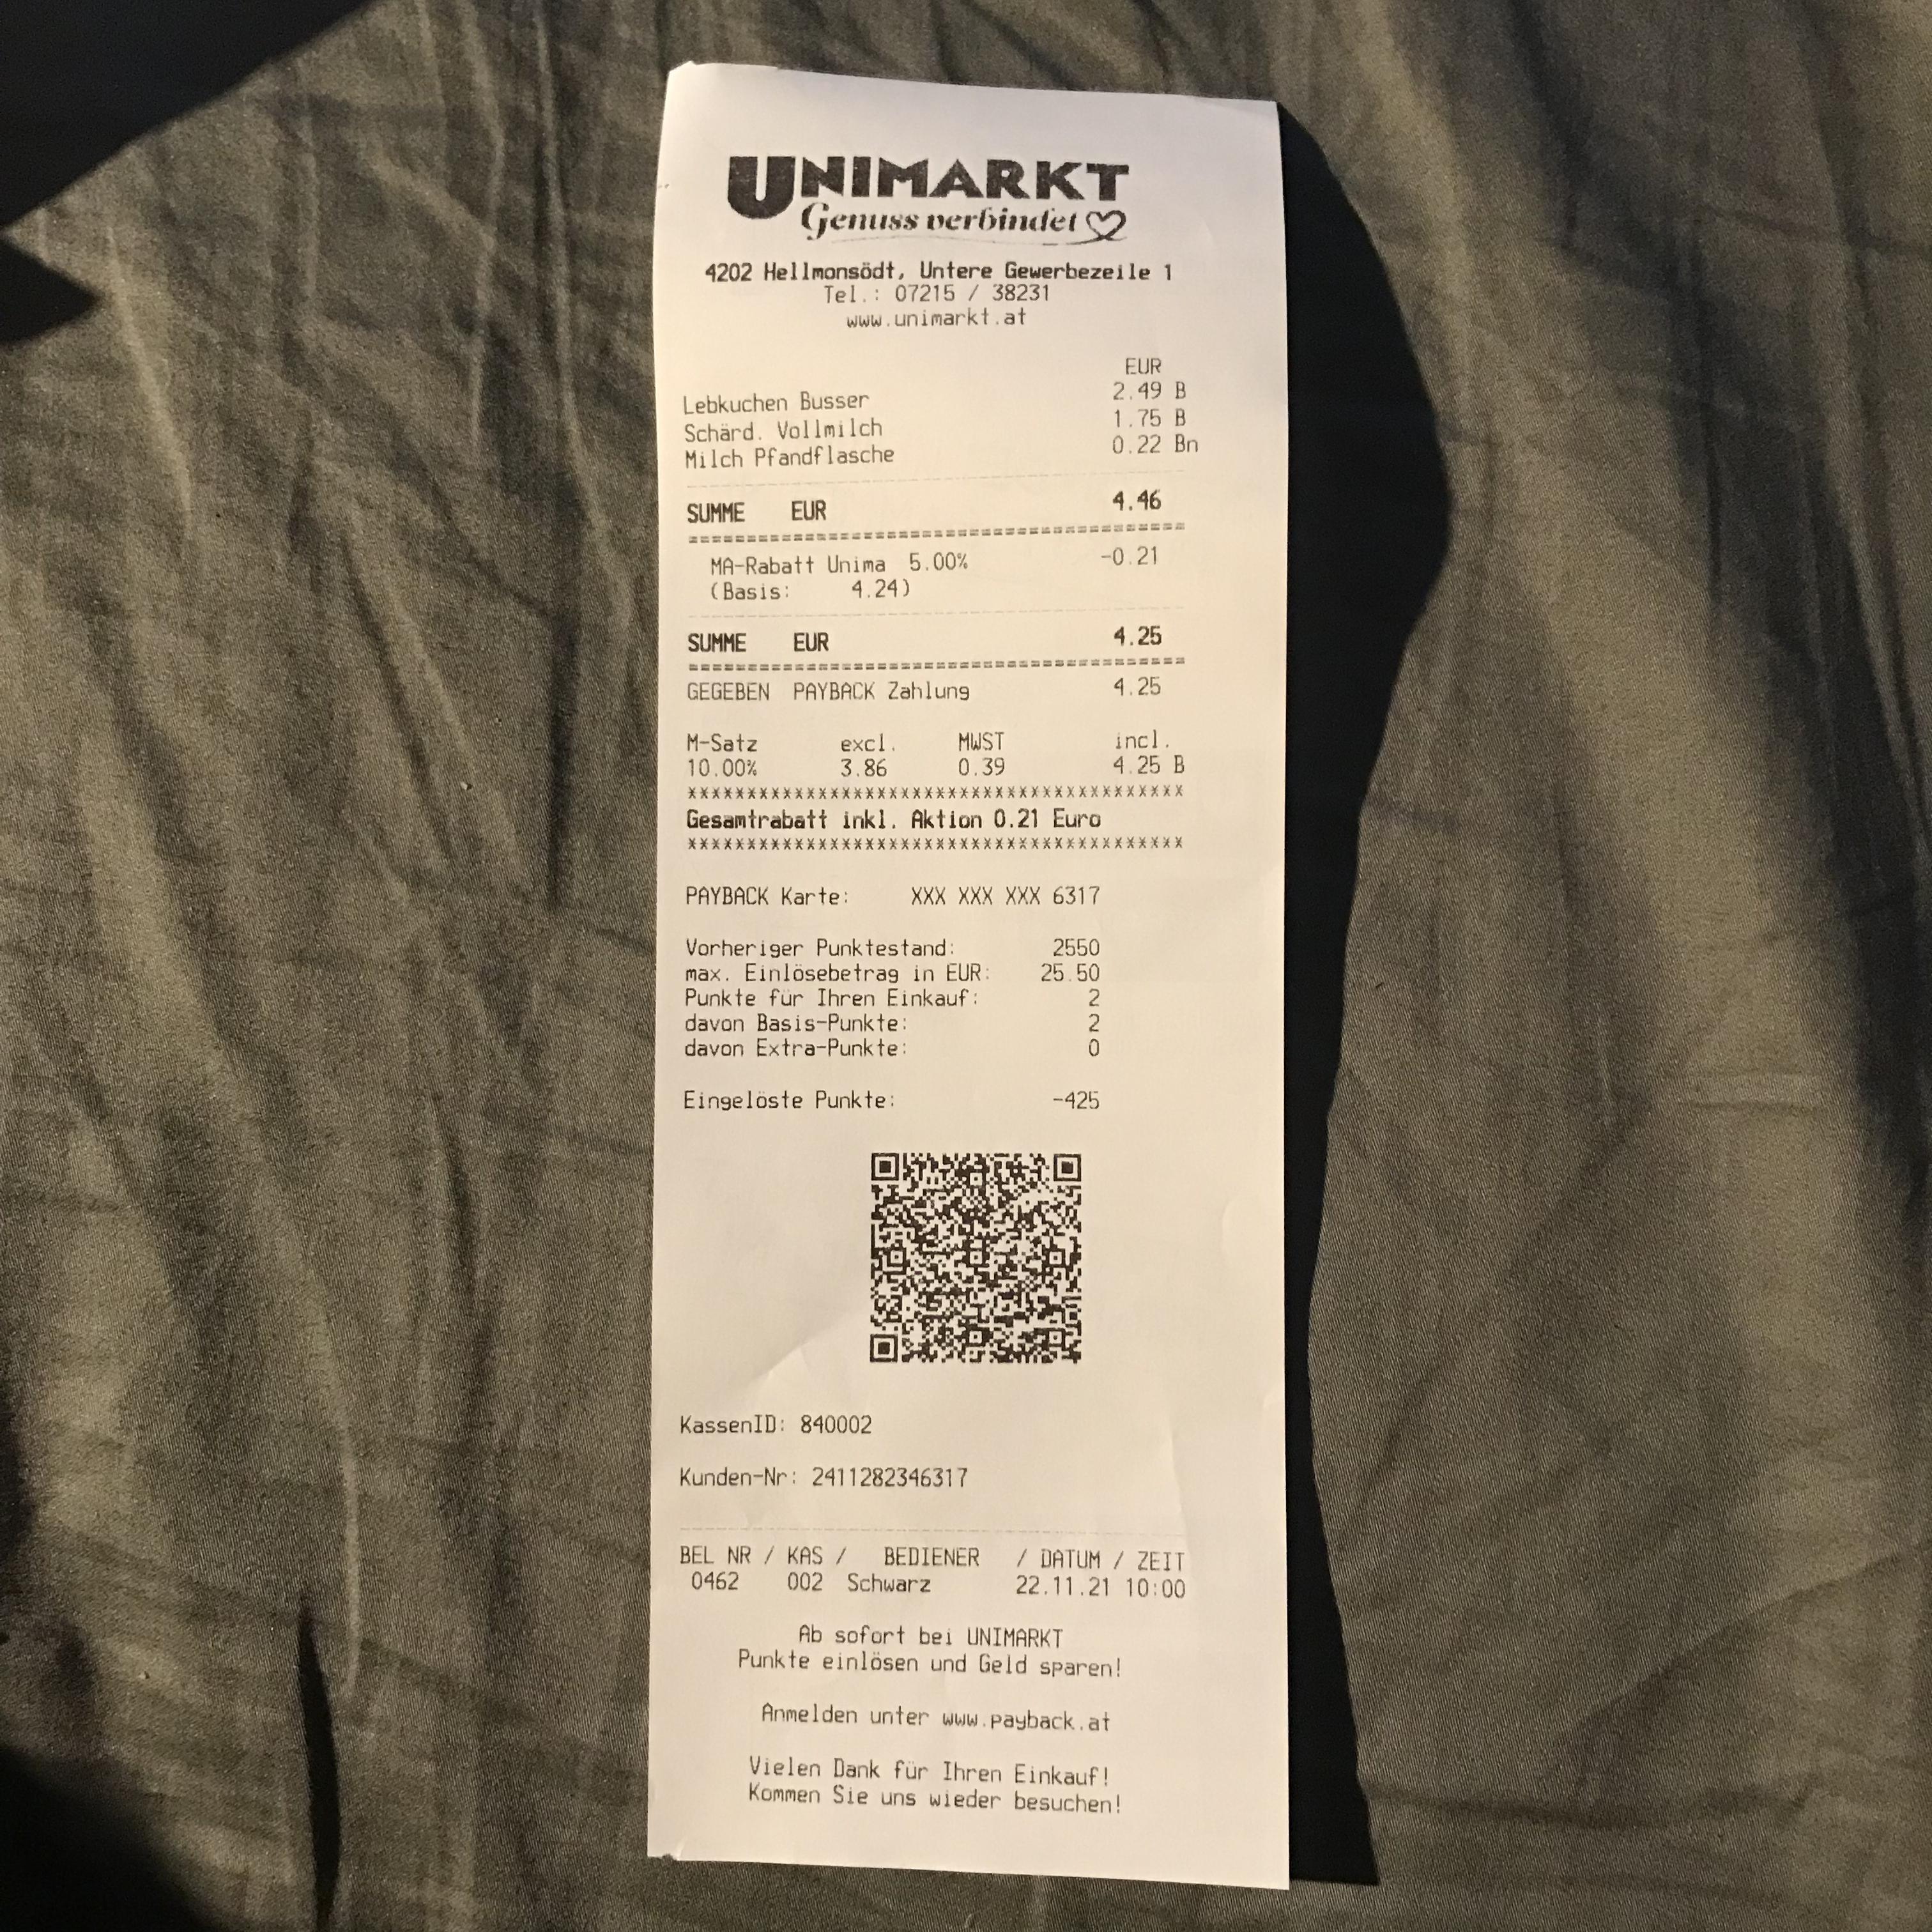 UNIMARKT
Genuss verbindet
4202 Hellmonsödt, Untere Gewerbezeile 1
Tel.: 07215 / 38231
www.unimarkt.at
EUR
Lebkuchen Busser 2.49 B
Schärd. Vollmilch 1.75 B
Milch Pfandflasche 0.22 Bn
SUMME EUR 4.46
===========================================
MA-Rabatt Unima 5.00% -0.21
(Basis: 4.24)
SUMME EUR 4.25
===========================================
GEGEBEN PAYBACK Zahlung 4.25
M-Satz excl. MWST incl.
10.00% 3.86 0.39 4.25 B
******************************************
Gesamtrabatt inkl. Aktion 0.21 Euro
******************************************
PAYBACK Karte: XXX XXX XXX 6317
Vorheriger Punktestand: 2550
max. Einlösebetrag in EUR: 25.50
Punkte für Ihren Einkauf: 2
davon Basis-Punkte: 2
davon Extra-Punkte: 0
Eingelöste Punkte: -425
KassenID: 840002
Kunden-Nr: 2411282346317
BEL NR / KAS / BEDIENER / DATUM / ZEIT
0462 002 Schwarz 22.11.21 10:00
Ab sofort bei UNIMARKT
Punkte einlösen und Geld sparen!
Anmelden unter www.payback.at
Vielen Dank für Ihren Einkauf!
Kommen Sie uns wieder besuchen!